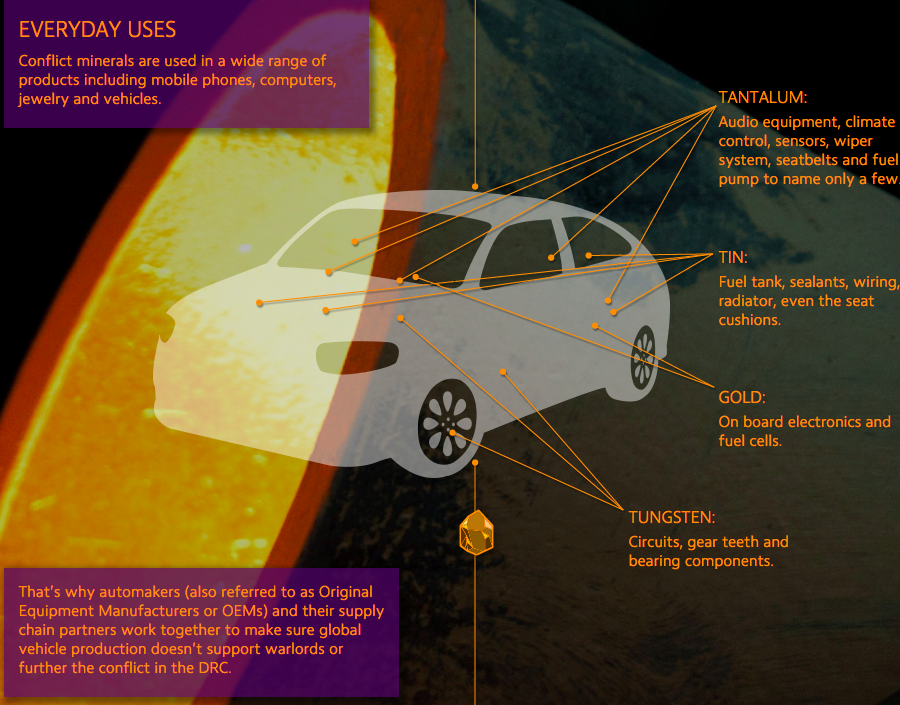 EVERYDAY USES
Conflict minerals are used in a wide range of
products including mobile phones, computers,
jewelry and vehicles.
TANTALUM:
Audio equipment, climate
control, sensors, wiper
system, seatbelts and fuel
pump to name only a few.
TIN:
Fuel tank, sealants, wiring,
radiator, even the seat
cushions.
GOLD:
On board electronics and
fuel cells.
TUNGSTEN:
Circuits, gear teeth and
bearing components.
That's why automakers (also referred to as Original
Equipment Manufacturers or OEMs) and their supply
chain partners work together to make sure global
vehicle production doesn't support warlords or
further the conflict in the DRC.